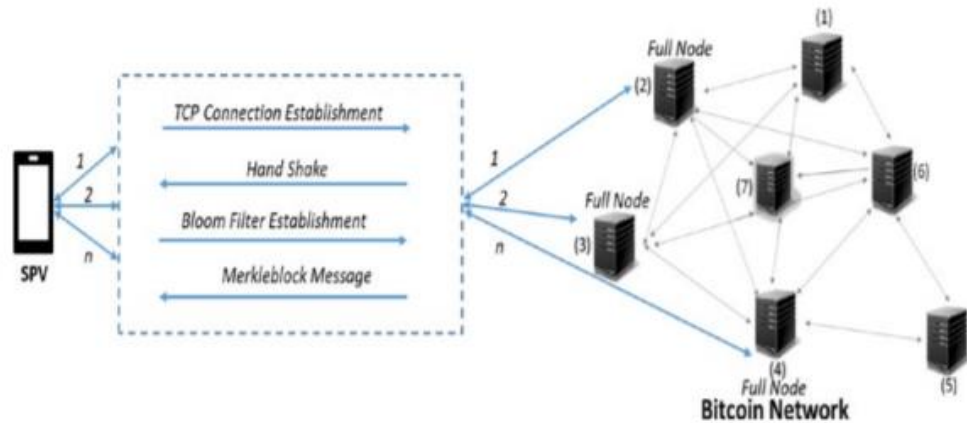 SPV
1
2
n
TCP Connection Establishment
Hand Shake
Bloom Filter Establishment
Merkleblock Message
1
2
n
Full Node
(2)
(1)
Full Node
(3)
(7)
(6)
(4)
Full Node
(5)
Bitcoin Network